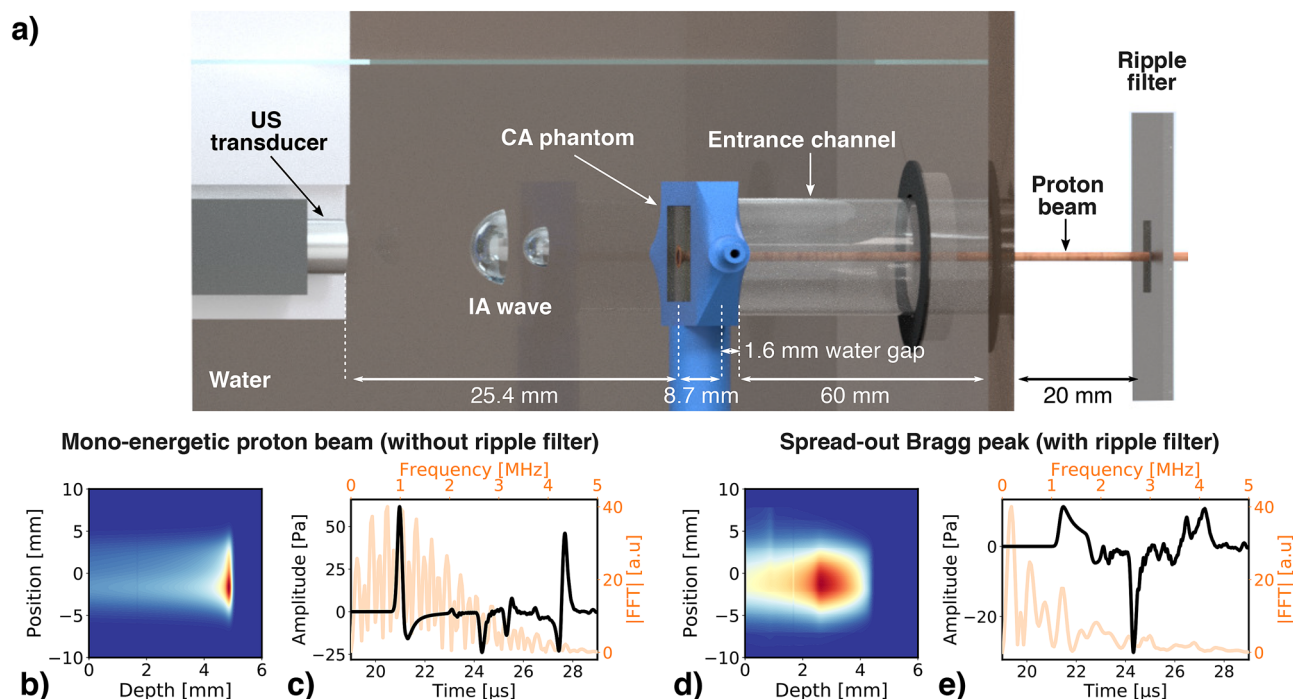 a)
Ripple
filter
US
transducer
CA phantom
Entrance channel
Proton
beam
IA wave
1.6 mm water gap
Water
25.4 mm
8.7 mm
60 mm
20 mm
Mono-energetic proton beam (without ripple filter)
Spread-out Bragg peak (with ripple filter)
Frequency [MHz]
0 1 2 3 4 5
10
5
0
−5
−10
Position [mm]
0 2 4 6
Depth [mm]
b)
50
25
0
−25
Amplitude [Pa]
40
20
0
|FFT| [a.u]
20 22 24 26 28
Time [μs]
c)
10
5
0
−5
−10
Position [mm]
0 2 4 6
Depth [mm]
d)
Frequency [MHz]
0 1 2 3 4 5
0
−20
Amplitude [Pa]
40
20
0
|FFT| [a.u]
20 22 24 26 28
Time [μs]
e)